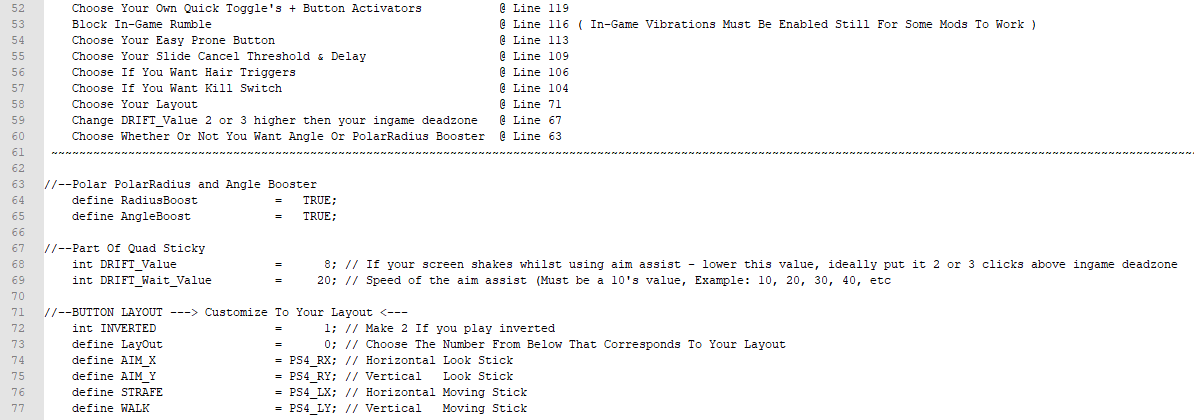 52 Choose Your Own Quick Toggle's + Button Activators @ Line 119
53 Block In-Game Rumble @ Line 116 ( In-Game Vibrations Must Be Enabled Still For Some Mods To Work )
54 Choose Your Easy Prone Button @ Line 113
55 Choose Your Slide Cancel Threshold & Delay @ Line 109
56 Choose If You Want Hair Triggers @ Line 106
57 Choose If You Want Kill Switch @ Line 104
58 Choose Your Layout @ Line 71
59 Change DRIFT_Value 2 or 3 higher then your ingame deadzone @ Line 67
60 Choose Whether Or Not You Want Angle Or PolarRadius Booster @ Line 63
61 ~~~~~~~~~~~~~~~~~~~~~~~~~~~~~~~~~~~~~~~~~~~~~~~~~~~~~~~~~~~~~~~~~~~~~~~~~~~~~~~~~~~~~~~~~~~~~~~~~~~~~~~~~~~~~~~~~~~~~~~~~~~~~~~~~~~~~~~~~~~~~~~~~~~~~~~~~~~~~~~~~~~
62
63 //--Polar PolarRadius and Angle Booster
64 define RadiusBoost = TRUE;
65 define AngleBoost = TRUE;
66
67 //--Part Of Quad Sticky
68 int DRIFT_Value = 8; // If your screen shakes whilst using aim assist - lower this value, ideally put it 2 or 3 clicks above ingame deadzone
69 int DRIFT_Wait_Value = 20; // Speed of the aim assist (Must be a 10's value, Example: 10, 20, 30, 40, etc
70
71 //--BUTTON LAYOUT ---> Customize To Your Layout <---
72 int INVERTED = 1; // Make 2 If you play inverted
73 define LayOut = 0; // Choose The Number From Below That Corresponds To Your Layout
74 define AIM_X = PS4_RX; // Horizontal Look Stick
75 define AIM_Y = PS4_RY; // Vertical Look Stick
76 define STRAFE = PS4_LX; // Horizontal Moving Stick
77 define WALK = PS4_LY; // Vertical Moving Stick